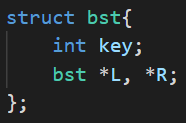 struct bst{
    int key;
    bst *L, *R;
};